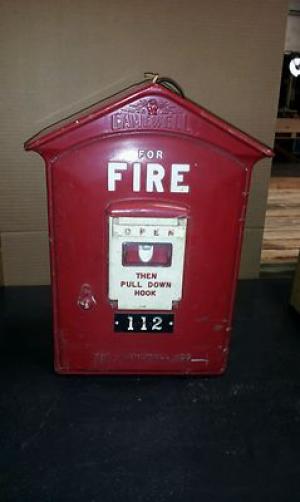 GAMEWELL
FOR
FIRE
OPEN
THEN
PULL DOWN
HOOK
112